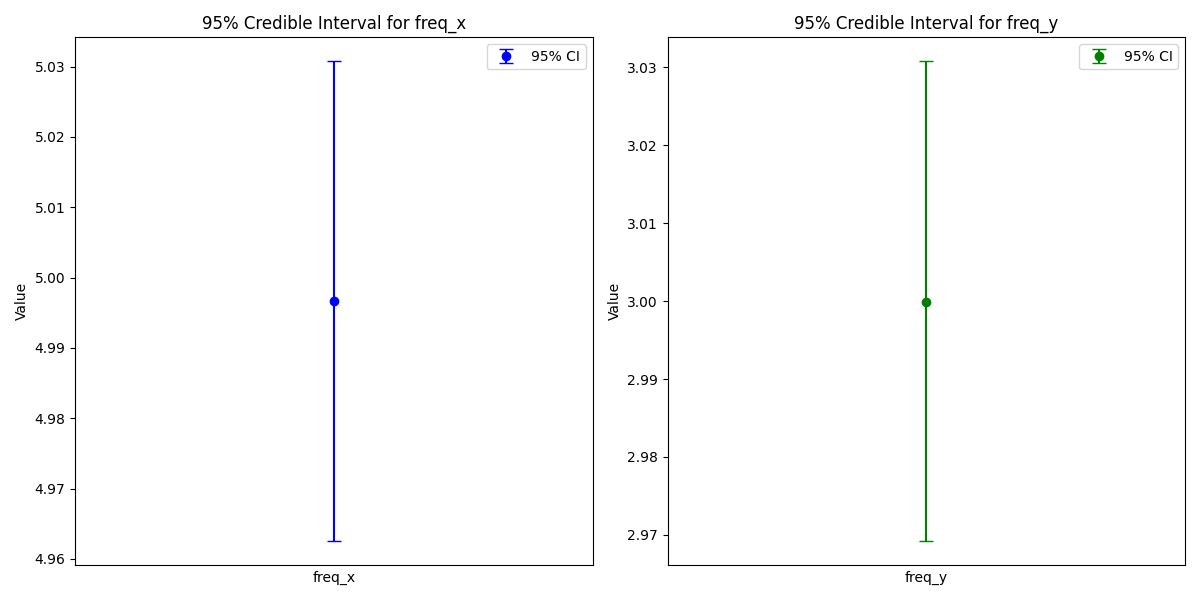 95% Credible Interval for freq_x
95% CI
5.03
5.02
5.01
5.00
4.99
4.98
4.97
4.96
Value
freq_x
95% Credible Interval for freq_y
95% CI
3.03
3.02
3.01
3.00
2.99
2.98
2.97
Value
freq_y